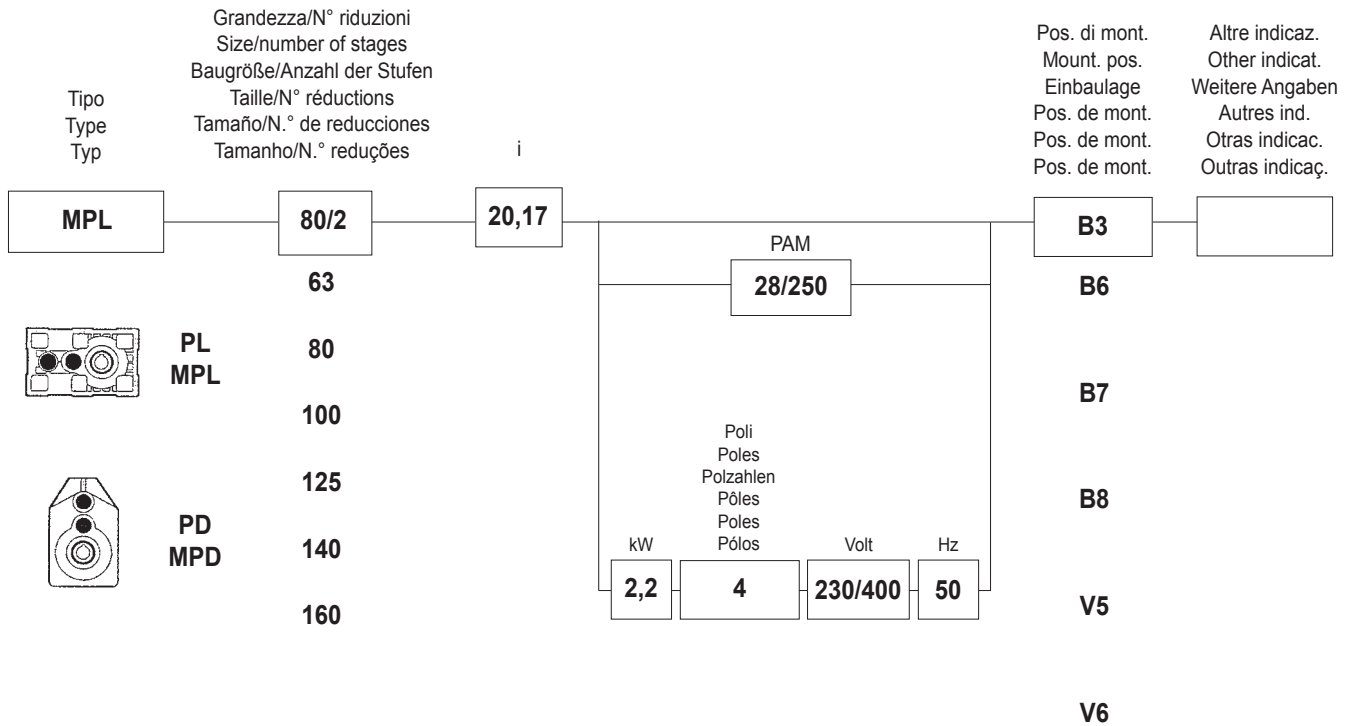 Grandezza/N° riduzioni
Size/number of stages
Baugröße/Anzahl der Stufen
Taille/N° réductions
Tamaño/N.° de reducciones
Tamanho/N.° reduções
Tipo
Type
Typ
i
Pos. di mont.
Mount. pos.
Einbaulage
Pos. de mont.
Pos. de mont.
Pos. de mont.
Altre indicaz.
Other indicat.
Weitere Angaben
Autres ind.
Otras indicac.
Outras indicaç.
MPL
80/2
20,17
B3
PAM
28/250
63
80
100
125
140
160
PL
MPL
PD
MPD
Poli
Poles
Polzahlen
Pôles
Poles
Pólos
kW
Volt
Hz
2,2
4
230/400
50
B6
B7
B8
V5
V6